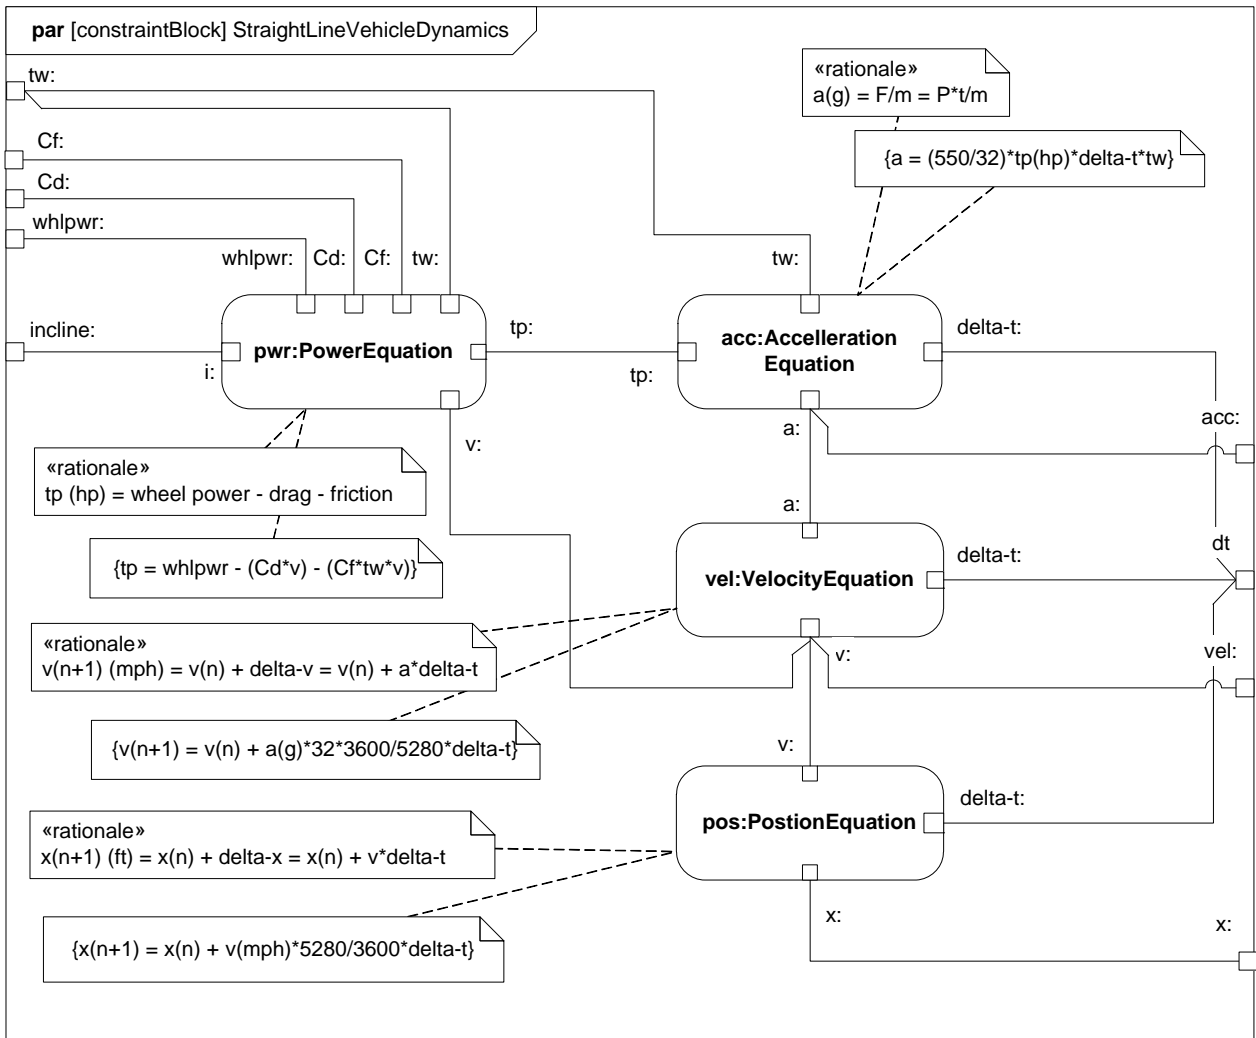 par [constraintBlock] StraightLineVehicleDynamics
tw:
«rationale»
a(g) = F/m = P*t/m
Cf:
{a = (550/32)*tp(hp)*delta-t*tw}
Cd:
whlpwr:
whlpwr:
Cd:
Cf:
tw:
tw:
incline:
tp:
delta-t:
pwr:PowerEquation
acc:Accelleration
Equation
i:
tp:
acc:
v:
a:
«rationale»
tp (hp) = wheel power - drag - friction
a:
dt
{tp = whlpwr - (Cd*v) - (Cf*tw*v)}
delta-t:
vel:VelocityEquation
«rationale»
v(n+1) (mph) = v(n) + delta-v = v(n) + a*delta-t
v:
vel:
{v(n+1) = v(n) + a(g)*32*3600/5280*delta-t}
v:
delta-t:
«rationale»
x(n+1) (ft) = x(n) + delta-x = x(n) + v*delta-t
pos:PostionEquation
x:
x:
{x(n+1) = x(n) + v(mph)*5280/3600*delta-t}